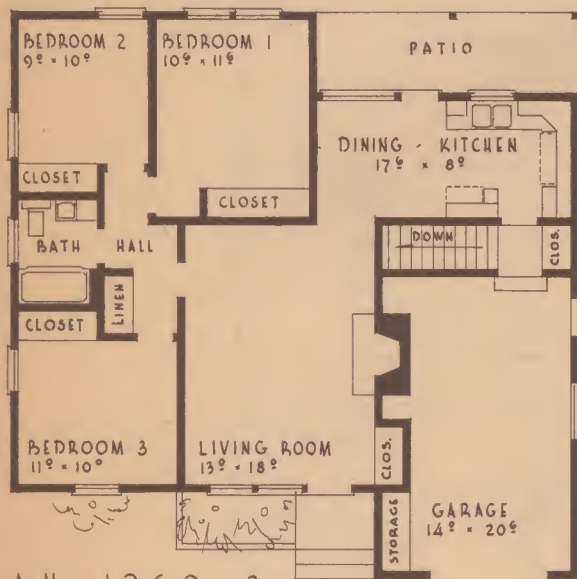 BEDROOM 2
9⁰ × 10⁰
BEDROOM 1
10⁶ × 11⁶
PATIO
DINING - KITCHEN
17⁶ × 8⁰
CLOSET
CLOSET
BATH
HALL
DOWN
CLOS.
LINEN
CLOSET
BEDROOM 3
11⁰ × 10⁰
LIVING ROOM
13⁰ × 18⁰
CLOS.
STORAGE
GARAGE
14⁰ × 20⁶